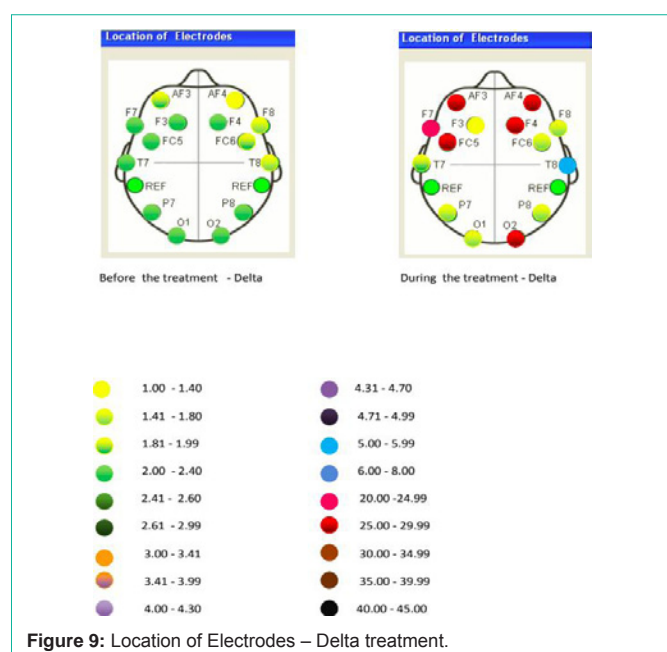 Location of Electrodes
AF3 AF4
F7 F3 F4 F8
FC5 FC6
T7 T8
REF REF
P7 P8
O1 O2
Before the treatment - Delta
Location of Electrodes
AF3 AF4
F7 F3 F4 F8
FC5 FC6
T7 T8
REF REF
P7 P8
O1 O2
During the treatment - Delta
1.00 - 1.40
1.41 - 1.80
1.81 - 1.99
2.00 - 2.40
2.41 - 2.60
2.61 - 2.99
3.00 - 3.41
3.41 - 3.99
4.00 - 4.30
4.31 - 4.70
4.71 - 4.99
5.00 - 5.99
6.00 - 8.00
20.00 -24.99
25.00 - 29.99
30.00 - 34.99
35.00 - 39.99
40.00 - 45.00
Figure 9: Location of Electrodes – Delta treatment.